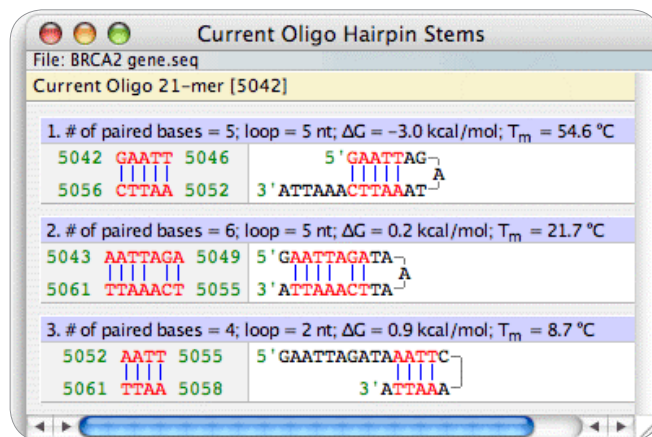 Current Oligo Hairpin Stems
File: BRCA2 gene.seq
Current Oligo 21-mer [5042]
1. # of paired bases = 5; loop = 5 nt; ΔG = -3.0 kcal/mol; Tm = 54.6 °C
5042 GAATT 5046 5'GAATTAG
A
5056 CTTAA 5052 3'ATTAAACTTAAAT
2. # of paired bases = 6; loop = 5 nt; ΔG = 0.2 kcal/mol; Tm = 21.7 °C
5043 AATTAGA 5049 5'GAATTAGATA
A
5061 TTAAACT 5055 3'ATTAAACTTA
3. # of paired bases = 4; loop = 2 nt; ΔG = 0.9 kcal/mol; Tm = 8.7 °C
5052 AATT 5055 5'GAATTAGATAAATTC
5061 TTAA 5058 3'ATTAAA